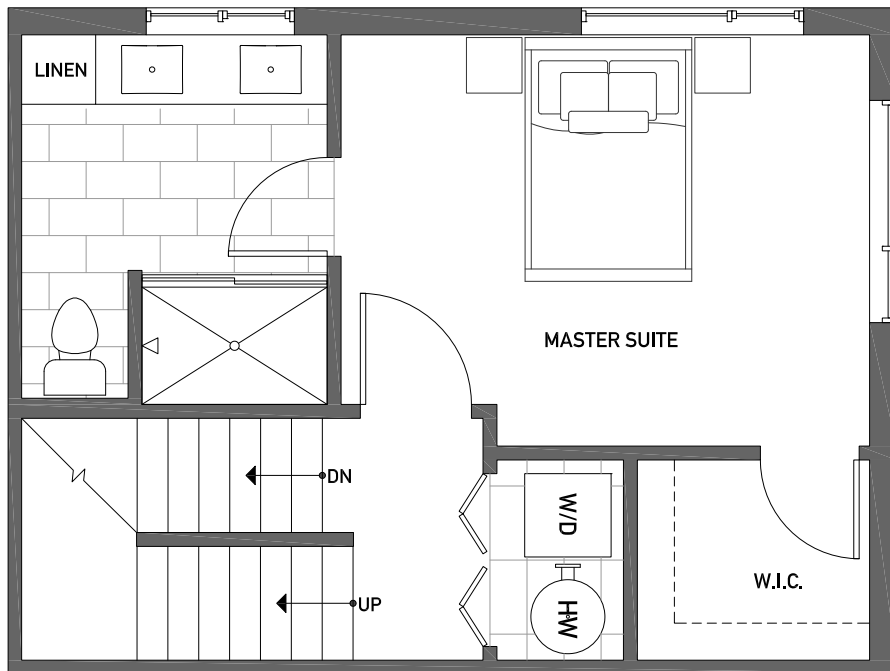 LINEN
MASTER SUITE
DN
W/D
UP
HW
W.I.C.